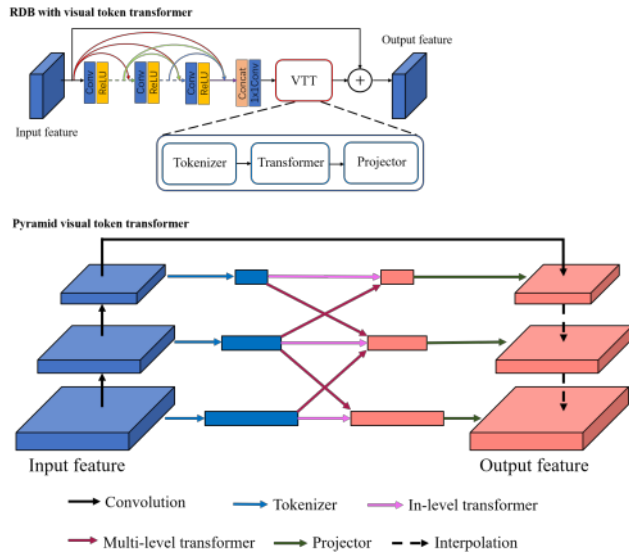 RDB with visual token transformer
Output feature
Conv
ReLU
Conv
ReLU
Conv
ReLU
Concat
1x1Conv
VTT
+
Input feature
Tokenizer
Transformer
Projector
Pyramid visual token transformer
Input feature
Output feature
Convolution
Tokenizer
In-level transformer
Multi-level transformer
Projector
Interpolation